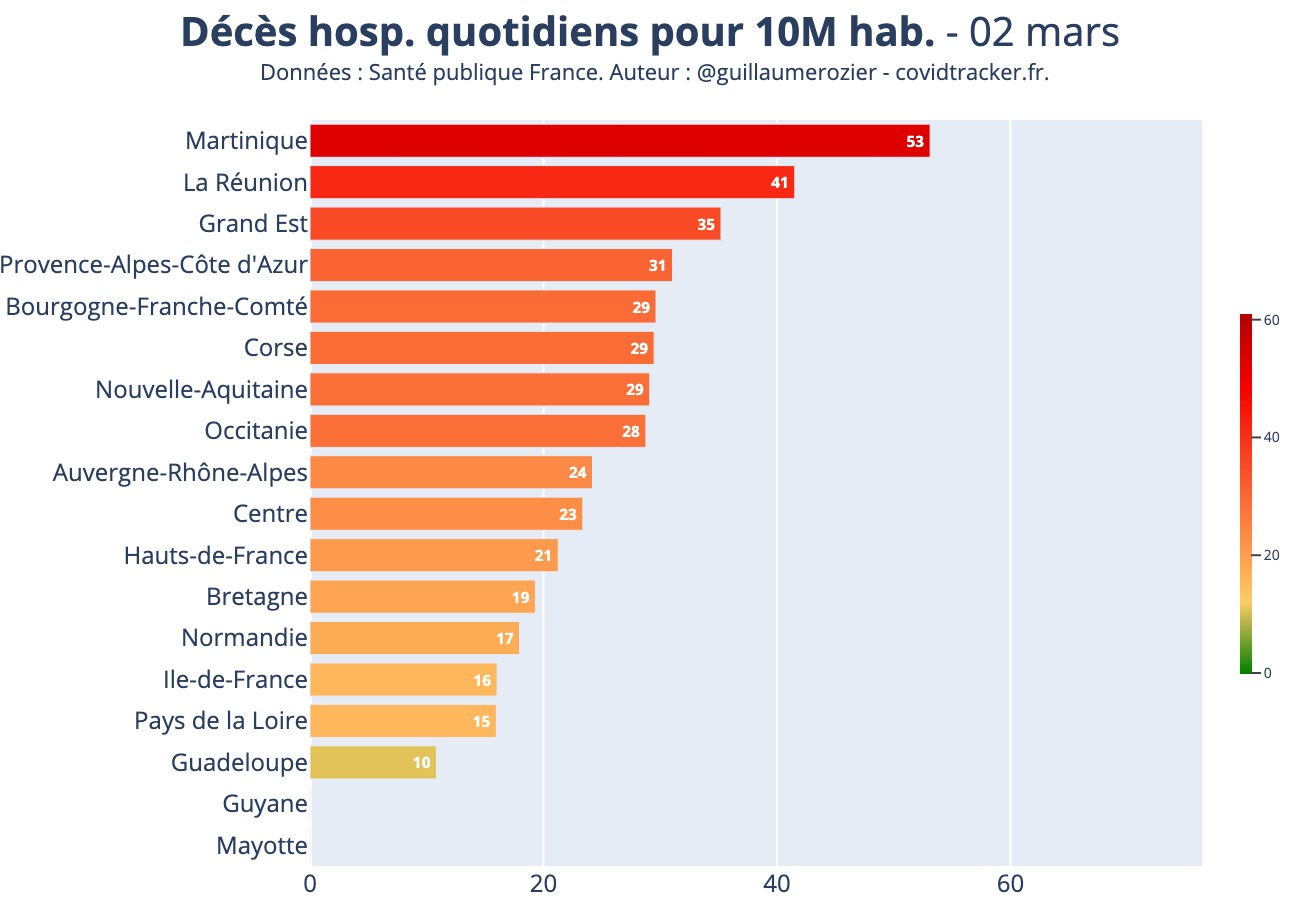 Décès hosp. quotidiens pour 10M hab. - 02 mars
Données : Santé publique France. Auteur : @guillaumerozier - covidtracker.fr.
Martinique 53
La Réunion 41
Grand Est 35
Provence-Alpes-Côte d'Azur 31
Bourgogne-Franche-Comté 29
Corse 29
Nouvelle-Aquitaine 29
Occitanie 28
Auvergne-Rhône-Alpes 24
Centre 23
Hauts-de-France 21
Bretagne 19
Normandie 17
Ile-de-France 16
Pays de la Loire 15
Guadeloupe 10
Guyane
Mayotte
0 20 40 60
60
40
20
0